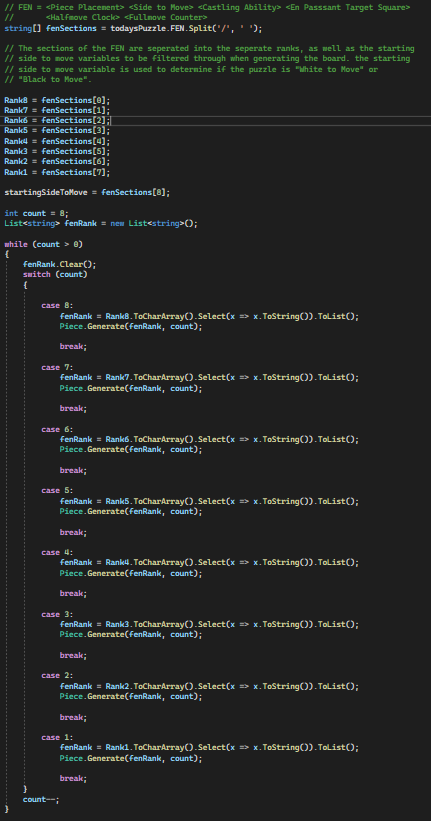 // FEN = <Piece Placement> <Side to Move> <Castling Ability> <En Passsant Target Square>
//       <Halfmove Clock> <Fullmove Counter>
string[] fenSections = todaysPuzzle.FEN.Split('/', ' ');

// The sections of the FEN are seperated into the seperate ranks, as well as the starting
// side to move variables to be filtered through when generating the board. the starting
// side to move variable is used to determine if the puzzle is "White to Move" or
// "Black to Move".

Rank8 = fenSections[0];
Rank7 = fenSections[1];
Rank6 = fenSections[2];
Rank5 = fenSections[3];
Rank4 = fenSections[4];
Rank3 = fenSections[5];
Rank2 = fenSections[6];
Rank1 = fenSections[7];

startingSideToMove = fenSections[8];

int count = 8;
List<string> fenRank = new List<string>();

while (count > 0)
{
    fenRank.Clear();
    switch (count)
    {

        case 8:
            fenRank = Rank8.ToCharArray().Select(x => x.ToString()).ToList();
            Piece.Generate(fenRank, count);

            break;

        case 7:
            fenRank = Rank7.ToCharArray().Select(x => x.ToString()).ToList();
            Piece.Generate(fenRank, count);

            break;

        case 6:
            fenRank = Rank6.ToCharArray().Select(x => x.ToString()).ToList();
            Piece.Generate(fenRank, count);

            break;

        case 5:
            fenRank = Rank5.ToCharArray().Select(x => x.ToString()).ToList();
            Piece.Generate(fenRank, count);

            break;

        case 4:
            fenRank = Rank4.ToCharArray().Select(x => x.ToString()).ToList();
            Piece.Generate(fenRank, count);

            break;

        case 3:
            fenRank = Rank3.ToCharArray().Select(x => x.ToString()).ToList();
            Piece.Generate(fenRank, count);

            break;

        case 2:
            fenRank = Rank2.ToCharArray().Select(x => x.ToString()).ToList();
            Piece.Generate(fenRank, count);

            break;

        case 1:
            fenRank = Rank1.ToCharArray().Select(x => x.ToString()).ToList();
            Piece.Generate(fenRank, count);

            break;
    }
    count--;
}